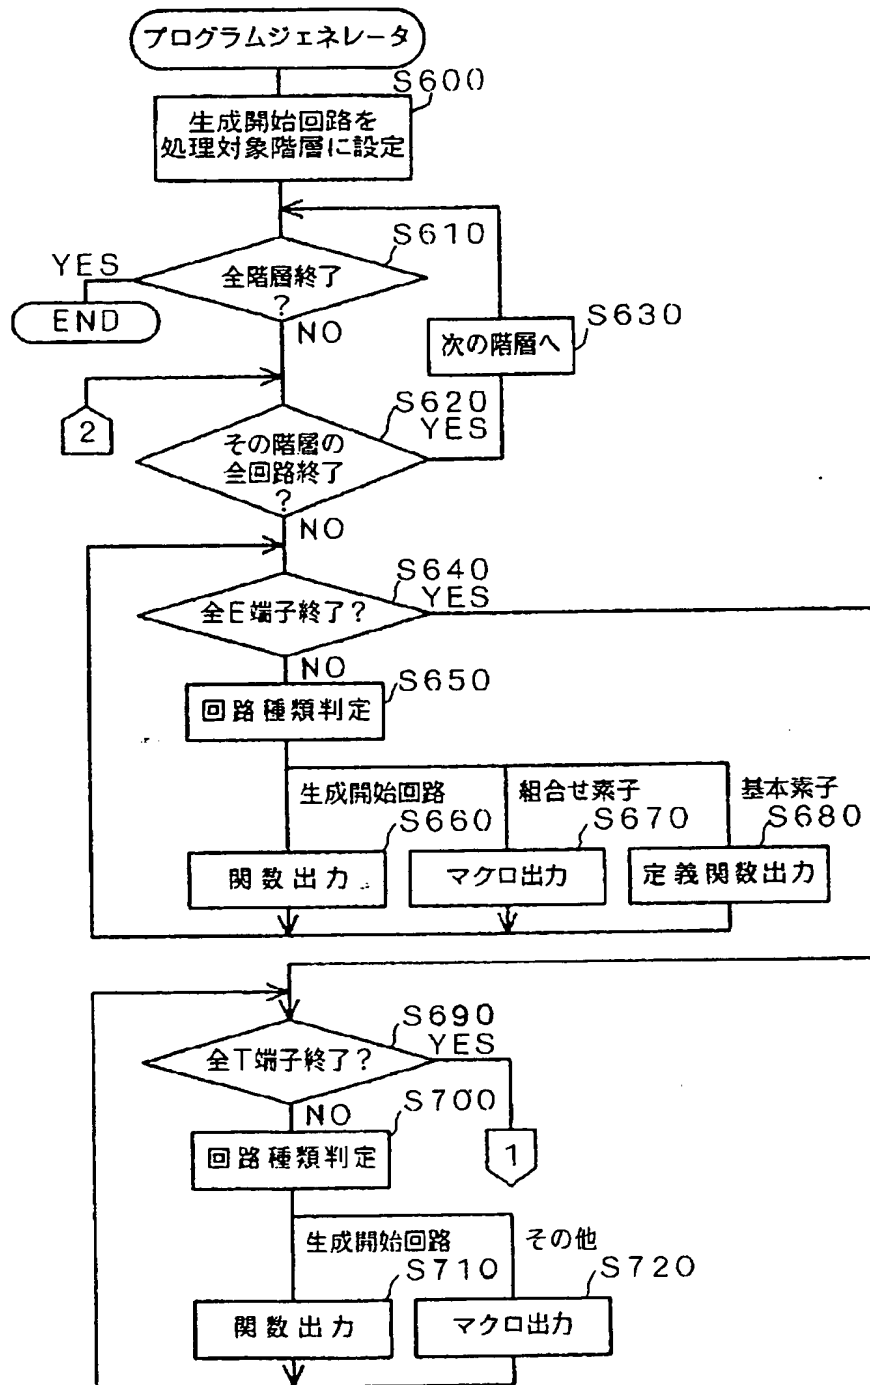 プログラムジェネレータ
S600
生成開始回路を
処理対象階層に設定
S610
YES
全階層終了
?
END
NO
S630
次の階層へ
2
S620
YES
その階層の
全回路終了
?
NO
S640
YES
全E端子終了?
NO
S650
回路種類判定
生成開始回路
組合せ素子
基本素子
S660
S670
S680
関数出力
マクロ出力
定義関数出力
S690
YES
全T端子終了?
NO
S700
回路種類判定
1
生成開始回路
その他
S710
S720
関数出力
マクロ出力